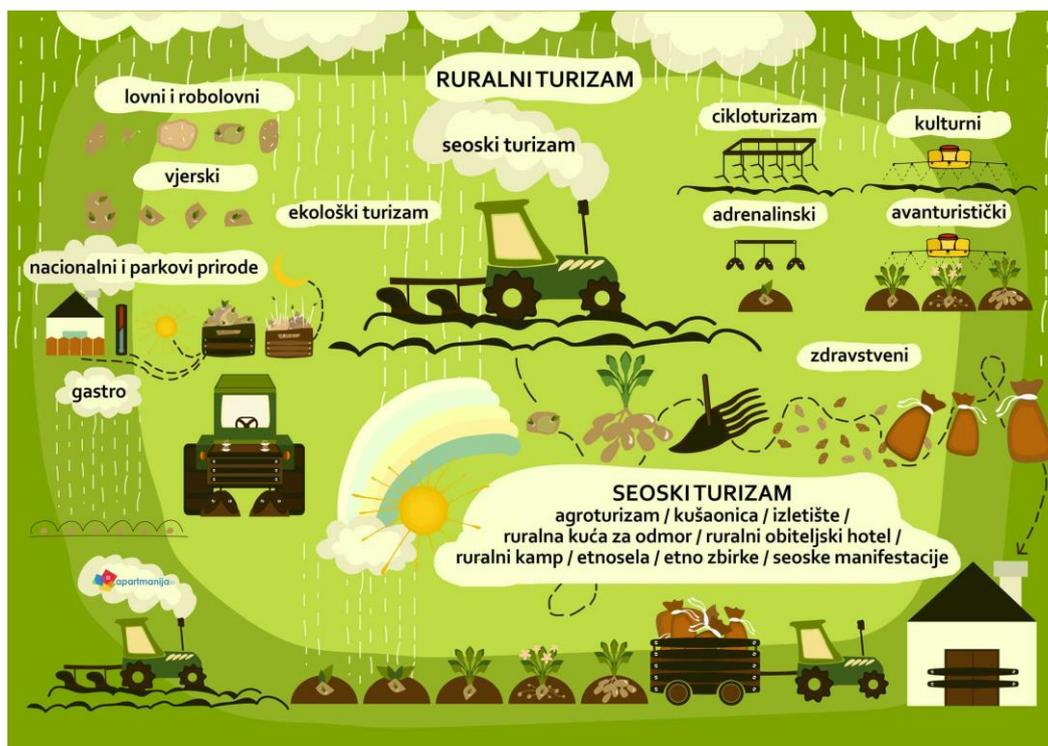 RURALNI TURIZAM
lovni i robolovni
seoski turizam
cikloturizam
kulturni
vjerski
ekološki turizam
adrenalinski
avanturistički
nacionalni i parkovi prirode
zdravstveni
gastro
SEOSKI TURIZAM
agroturizam / kušaonica / izletište /
ruralna kuća za odmor / ruralni obiteljski hotel /
ruralni kamp / etnosela / etno zbirke / seoske manifestacije
apartmanija